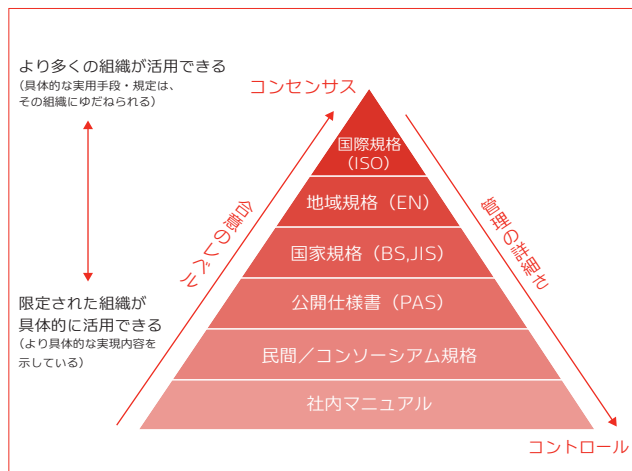 より多くの組織が活用できる
（具体的な実用手段・規定は、
その組織にゆだねられる）
限定された組織が
具体的に活用できる
（より具体的な実現内容を
示している）
コンセンサス
合意のレベル
管理の詳細さ
国際規格
（ISO）
地域規格（EN）
国家規格（BS,JIS）
公開仕様書（PAS）
民間／コンソーシアム規格
社内マニュアル
コントロール